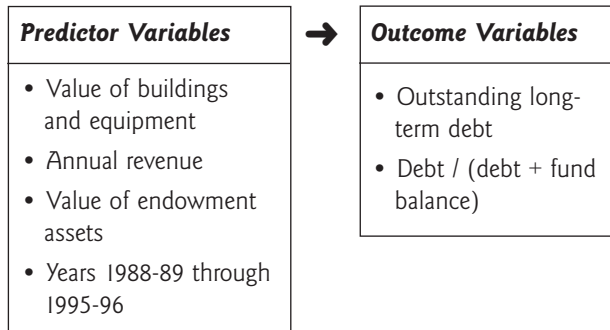 Predictor Variables
• Value of buildings
and equipment
• Annual revenue
• Value of endowment
assets
• Years 1988-89 through
1995-96
➔
Outcome Variables
• Outstanding long-
term debt
• Debt / (debt + fund
balance)